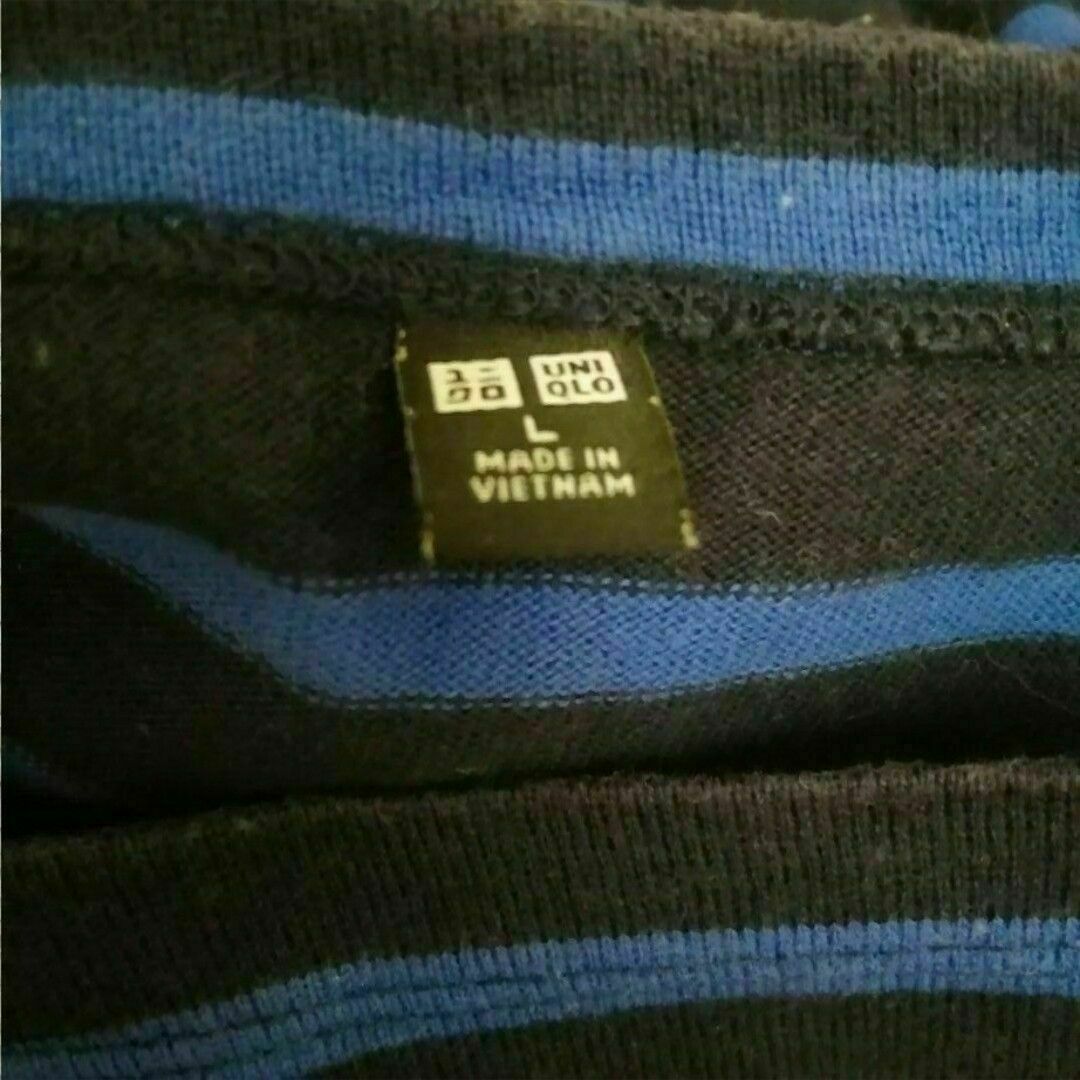 ユニ UNI
クロ QLO
L
MADE IN
VIETNAM